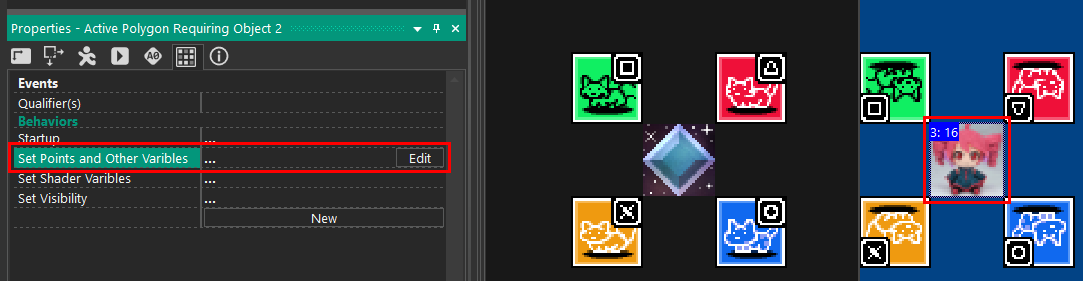 Properties - Active Polygon Requiring Object 2
A0
Events
Qualifier(s)
Behaviors
Startup ...
Set Points and Other Varibles ... Edit
Set Shader Varibles ...
Set Visibility ...
New
3: 16